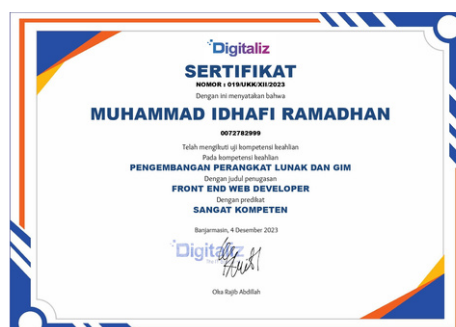 Digitaliz
SERTIFIKAT
NOMOR : 019/UKK/XII/2023
Dengan ini menyatakan bahwa
MUHAMMAD IDHAFI RAMADHAN
0072782999
Telah mengikuti uji kompetensi keahlian
Pada kompetensi keahlian
PENGEMBANGAN PERANGKAT LUNAK DAN GIM
Dengan judul penugasan
FRONT END WEB DEVELOPER
Dengan predikat
SANGAT KOMPETEN
Banjarmasin, 4 Desember 2023
Digitaliz
Oka Rajib Abdillah